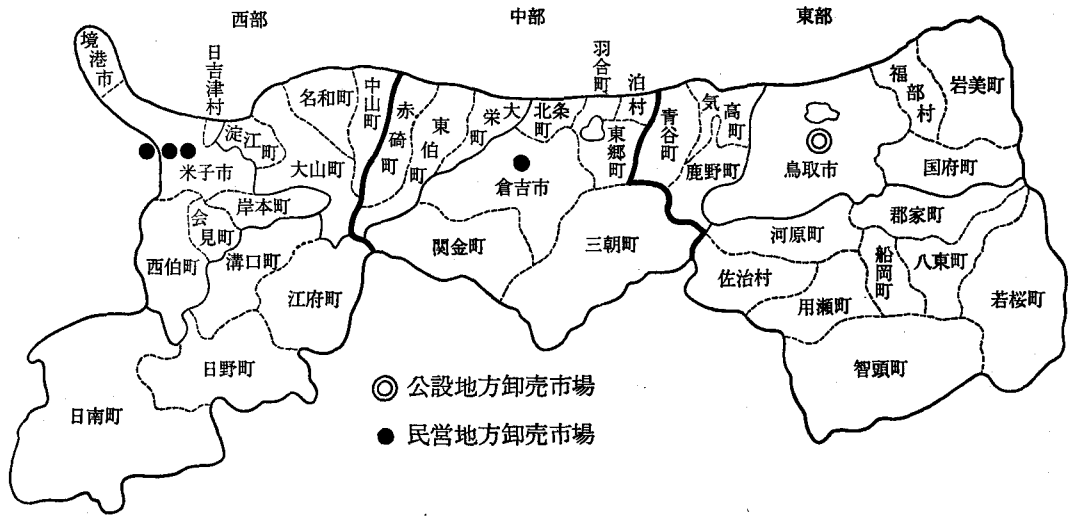 西部
中部
東部
境港市
日吉津村
淀江町
名和町
中山町
米子市
大山町
岸本町
会見町
西伯町
溝口町
江府町
日野町
日南町
赤碕町
東伯町
大栄町
北条町
羽合町
泊村
東郷町
倉吉市
関金町
三朝町
青谷町
気高町
鹿野町
鳥取市
福部村
岩美町
国府町
郡家町
河原町
船岡町
八東町
若桜町
佐治村
用瀬町
智頭町
公設地方卸売市場
民営地方卸売市場